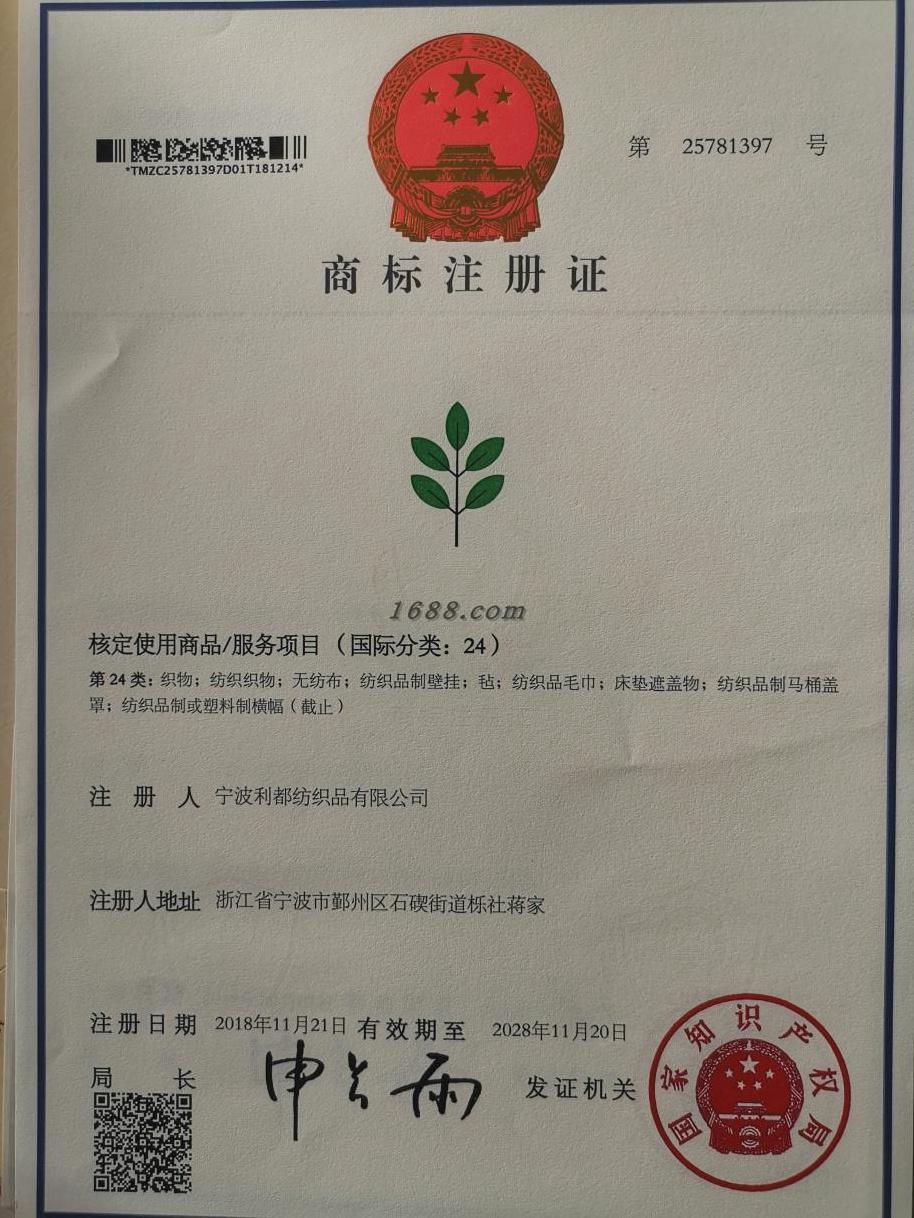 *TMZC25781397D01T181214*
第 25781397 号
商标注册证
1688.com
核定使用商品/服务项目（国际分类：24）
第24类：织物；纺织织物；无纺布；纺织品制壁挂；毡；纺织品毛巾；床垫遮盖物；纺织品制马桶盖
罩；纺织品制或塑料制横幅（截止）
注册人 宁波利都纺织品有限公司
注册人地址 浙江省宁波市鄞州区石碶街道栎社蒋家
注册日期 2018年11月21日 有效期至 2028年11月20日
局长 申长雨 发证机关
国家知识产权局